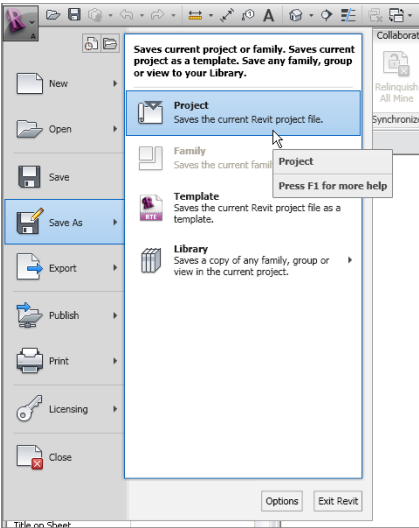 A
A
Collaborat
Saves current project or family. Saves current
project as a template. Save any family, group
or view to your Library.
Relinquish
All Mine
Synchronize
New
Open
Save
Save As
Export
Publish
Print
Licensing
Close
Project
Saves the current Revit project file.
Family
Saves the current famil
Project
Press F1 for more help
Template
Saves the current Revit project file as a
template.
RTE
Library
Saves a copy of any family, group or
view in the current project.
Options
Exit Revit
Title on Sheet